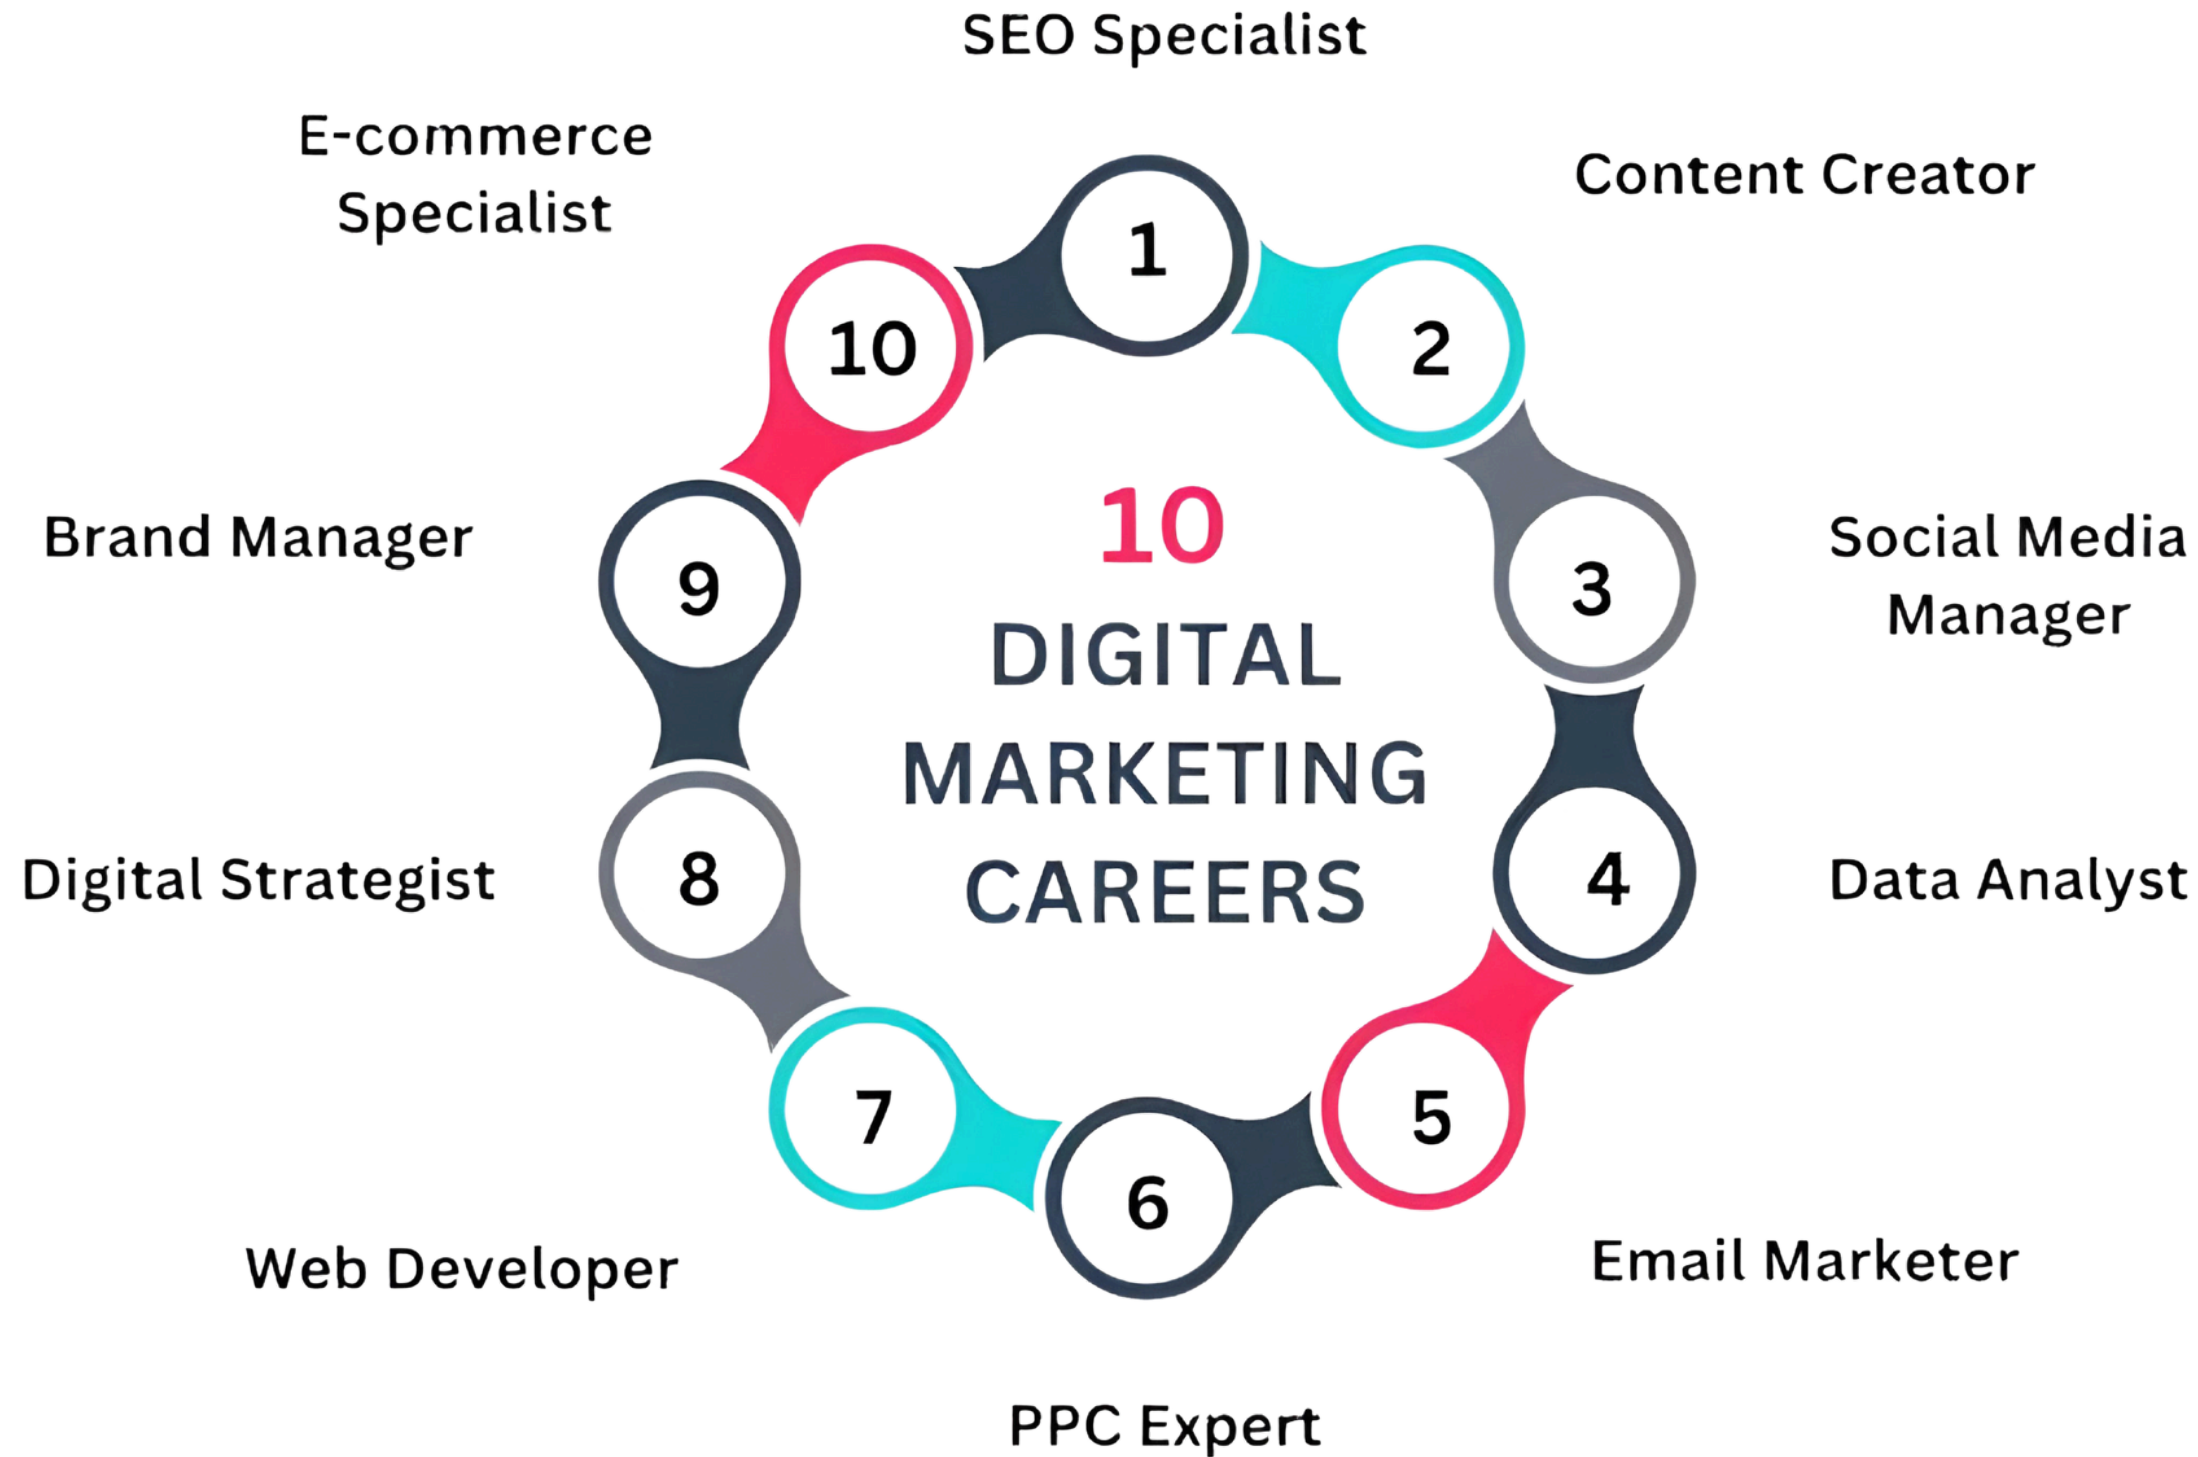 SEO Specialist
1
Content Creator
2
Social Media
Manager
3
Data Analyst
4
Email Marketer
5
PPC Expert
6
Web Developer
7
Digital Strategist
8
Brand Manager
9
E-commerce
Specialist
10
10
DIGITAL
MARKETING
CAREERS